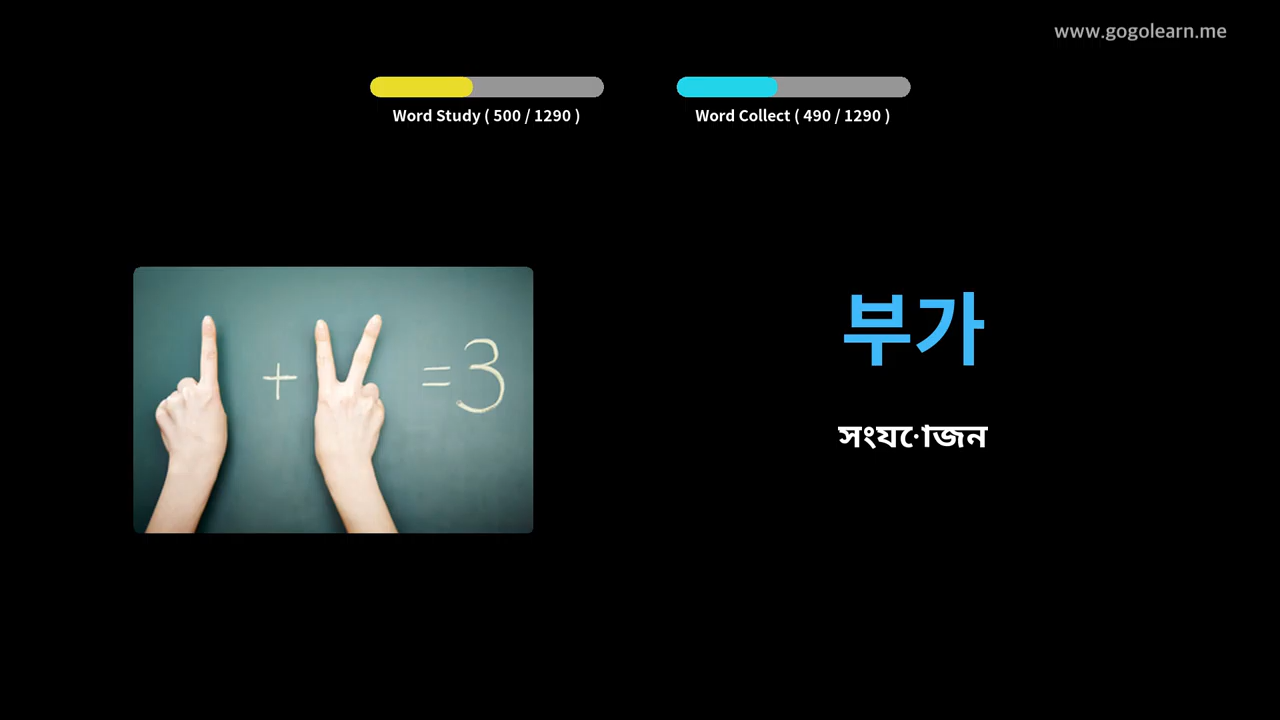 www.gogolearn.me
Word Study ( 500 / 1290 )
Word Collect ( 490 / 1290 )
+ = 3
부가
সংযোজন